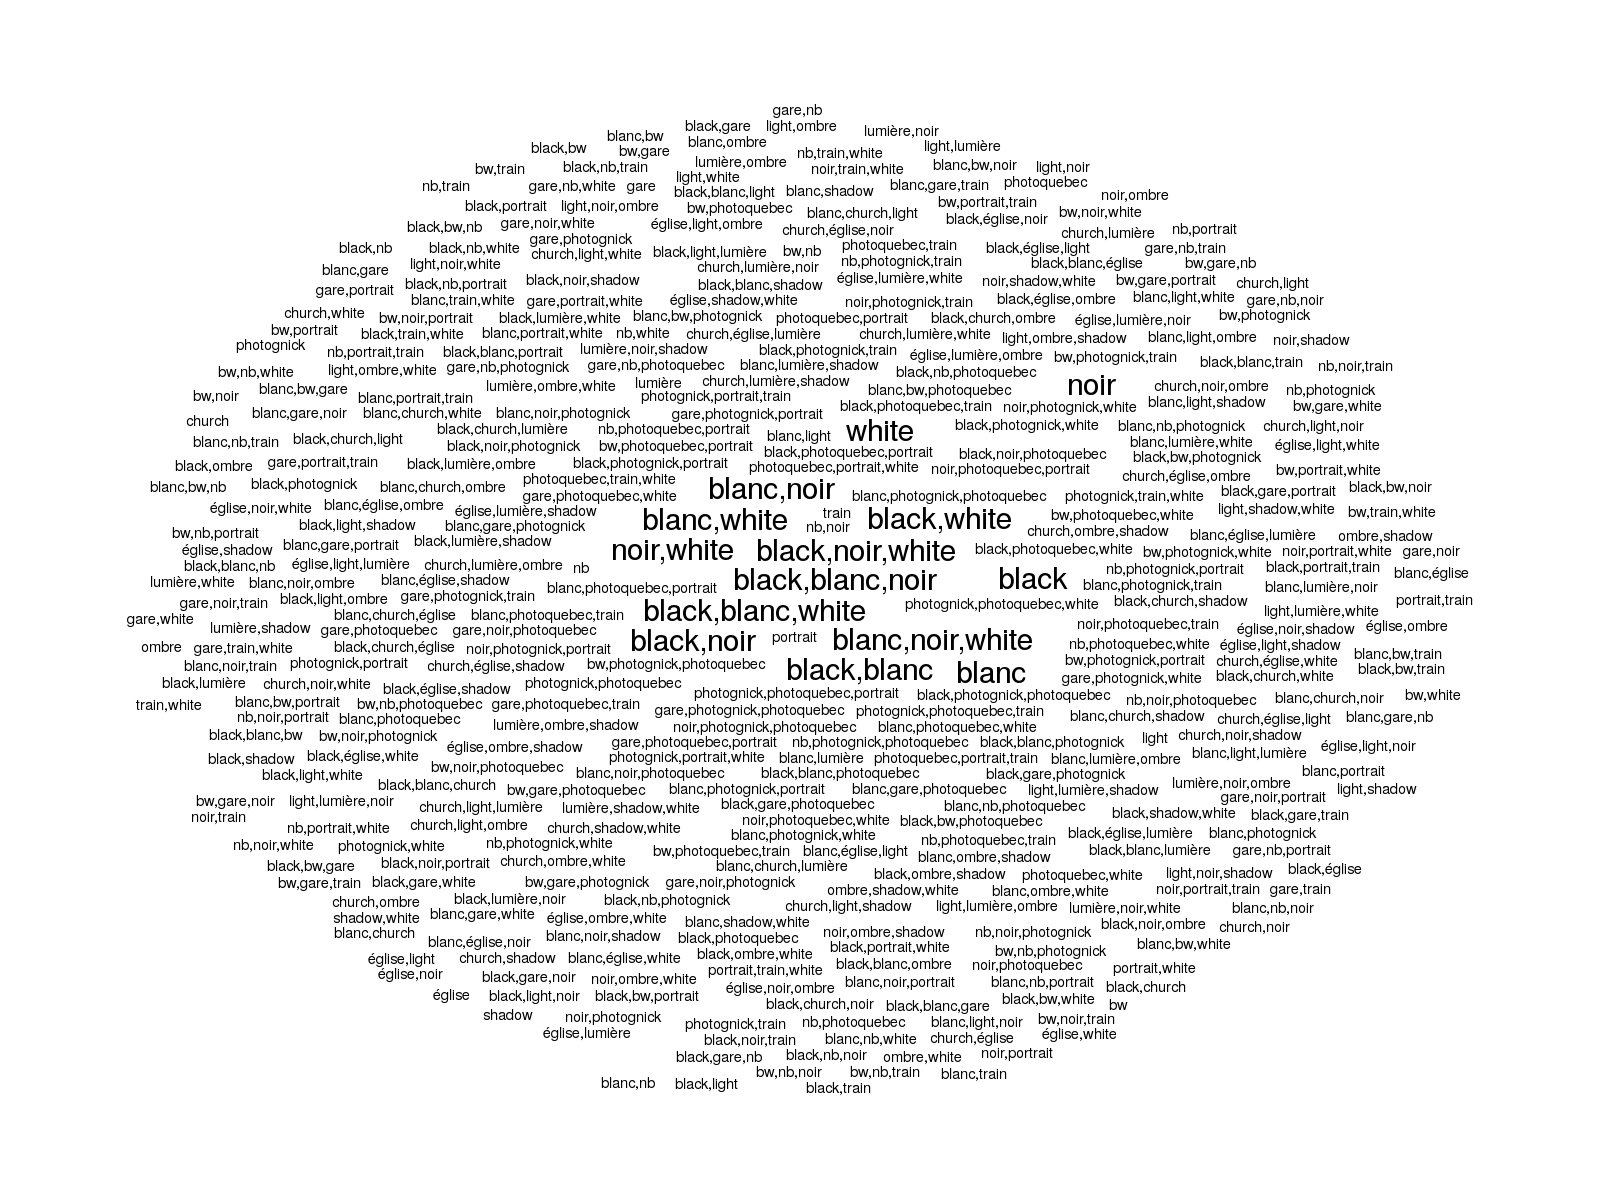 gare,nb
black,gare light,ombre lumière,noir
blanc,bw blanc,ombre
black,bw bw,gare nb,train,white light,lumière
bw,train black,nb,train lumière,ombre noir,train,white blanc,bw,noir light,noir
nb,train gare,nb,white gare light,white black,blanc,light blanc,shadow blanc,gare,train photoquebec
black,portrait light,noir,ombre bw,photoquebec blanc,church,light bw,portrait,train noir,ombre
black,bw,nb gare,noir,white église,light,ombre church,église,noir black,église,noir bw,noir,white church,lumière nb,portrait
black,nb black,nb,white gare,photognick church,light,white black,light,lumière bw,nb photoquebec,train black,église,light gare,nb,train
blanc,gare light,noir,white church,lumière,noir nb,photognick,train black,blanc,église bw,gare,nb
gare,portrait black,nb,portrait black,noir,shadow black,blanc,shadow église,lumière,white noir,shadow,white bw,gare,portrait church,light
blanc,train,white gare,portrait,white église,shadow,white noir,photognick,train black,église,ombre blanc,light,white gare,nb,noir
church,white bw,noir,portrait black,lumière,white blanc,bw,photognick photoquebec,portrait black,church,ombre église,lumière,noir bw,photognick
bw,portrait black,train,white blanc,portrait,white nb,white church,église,lumière church,lumière,white light,ombre,shadow blanc,light,ombre noir,shadow
photognick nb,portrait,train black,blanc,portrait lumière,noir,shadow black,photognick,train église,lumière,ombre bw,photognick,train black,blanc,train nb,noir,train
bw,nb,white light,ombre,white gare,nb,photognick gare,nb,photoquebec blanc,lumière,shadow black,nb,photoquebec
bw,noir blanc,bw,gare blanc,portrait,train lumière,ombre,white lumière church,lumière,shadow photognick,portrait,train blanc,bw,photoquebec noir church,noir,ombre nb,photognick
church blanc,gare,noir blanc,church,white blanc,noir,photognick gare,photognick,portrait black,photoquebec,train noir,photognick,white blanc,light,shadow bw,gare,white
black,church,lumière nb,photoquebec,portrait blanc,light white black,photognick,white blanc,nb,photognick church,light,noir
blanc,nb,train black,church,light black,noir,photognick bw,photoquebec,portrait black,photoquebec,portrait black,noir,photoquebec blanc,lumière,white église,light,white
black,ombre gare,portrait,train black,lumière,ombre black,photognick,portrait photoquebec,portrait,white noir,photoquebec,portrait black,bw,photognick bw,portrait,white
blanc,bw,nb black,photognick blanc,church,ombre photoquebec,train,white blanc,noir church,église,ombre black,gare,portrait black,bw,noir
église,noir,white blanc,église,ombre église,lumière,shadow gare,photoquebec,white blanc,photognick,photoquebec photognick,train,white light,shadow,white bw,train,white
bw,nb,portrait black,light,shadow blanc,gare,photognick blanc,white train nb,noir black,white bw,photoquebec,white church,ombre,shadow blanc,église,lumière ombre,shadow
église,shadow blanc,gare,portrait black,lumière,shadow noir,white black,noir,white black,photoquebec,white bw,photognick,white noir,portrait,white gare,noir
black,blanc,nb église,light,lumière church,lumière,ombre nb nb,photognick,portrait black,portrait,train blanc,église
lumière,white blanc,noir,ombre blanc,église,shadow blanc,photoquebec,portrait black,blanc,noir black blanc,photognick,train blanc,lumière,noir
gare,noir,train black,light,ombre gare,photognick,train photognick,photoquebec,white black,church,shadow light,lumière,white portrait,train
gare,white lumière,shadow blanc,church,église blanc,photoquebec,train black,blanc,white noir,photoquebec,train église,noir,shadow église,ombre
gare,photoquebec gare,noir,photoquebec black,noir portrait blanc,noir,white
ombre gare,train,white black,church,église noir,photognick,portrait nb,photoquebec,white église,light,shadow blanc,bw,train
blanc,noir,train photognick,portrait church,église,shadow bw,photognick,photoquebec black,blanc blanc bw,photognick,portrait church,église,white black,bw,train
black,lumière church,noir,white black,église,shadow photognick,photoquebec gare,photognick,white black,church,white
train,white blanc,bw,portrait bw,nb,photoquebec gare,photoquebec,train photognick,photoquebec,portrait black,photognick,photoquebec nb,noir,photoquebec blanc,church,noir bw,white
nb,noir,portrait blanc,photoquebec lumière,ombre,shadow gare,photognick,photoquebec photognick,photoquebec,train blanc,church,shadow church,église,light blanc,gare,nb
black,blanc,bw bw,noir,photognick noir,photognick,photoquebec blanc,photoquebec,white light church,noir,shadow
black,shadow black,église,white église,ombre,shadow gare,photoquebec,portrait nb,photognick,photoquebec black,blanc,photognick blanc,light,lumière église,light,noir
black,light,white bw,noir,photoquebec photognick,portrait,white blanc,lumière photoquebec,portrait,train blanc,lumière,ombre
black,blanc,church blanc,noir,photoquebec black,blanc,photoquebec black,gare,photognick lumière,noir,ombre blanc,portrait
bw,gare,noir light,lumière,noir bw,gare,photoquebec blanc,photognick,portrait blanc,gare,photoquebec light,lumière,shadow gare,noir,portrait light,shadow
noir,train church,light,lumière lumière,shadow,white black,gare,photoquebec blanc,nb,photoquebec black,shadow,white black,gare,train
nb,portrait,white church,light,ombre church,shadow,white noir,photoquebec,white black,bw,photoquebec
nb,noir,white photognick,white nb,photognick,white blanc,photognick,white nb,photoquebec,train black,église,lumière blanc,photognick
black,bw,gare black,noir,portrait church,ombre,white bw,photoquebec,train blanc,église,light blanc,ombre,shadow black,blanc,lumière gare,nb,portrait
bw,gare,train black,gare,white bw,gare,photognick gare,noir,photognick blanc,church,lumière black,ombre,shadow photoquebec,white light,noir,shadow black,église
church,ombre black,lumière,noir black,nb,photognick ombre,shadow,white blanc,ombre,white noir,portrait,train gare,train
shadow,white blanc,gare,white église,ombre,white blanc,shadow,white church,light,shadow light,lumière,ombre lumière,noir,white blanc,nb,noir
blanc,church blanc,église,noir blanc,noir,shadow black,photoquebec noir,ombre,shadow nb,noir,photognick black,noir,ombre church,noir
église,light church,shadow blanc,église,white black,ombre,white black,portrait,white bw,nb,photognick blanc,bw,white
église,noir black,gare,noir noir,ombre,white portrait,train,white black,blanc,ombre noir,photoquebec portrait,white
église black,light,noir black,bw,portrait église,noir,ombre blanc,noir,portrait blanc,nb,portrait black,church
shadow noir,photognick black,church,noir black,blanc,gare black,bw,white bw
église,lumière photognick,train nb,photoquebec blanc,light,noir bw,noir,train
black,noir,train blanc,nb,white church,église église,white
black,gare,nb black,nb,noir ombre,white noir,portrait
bw,nb,noir bw,nb,train blanc,train
blanc,nb black,light black,train